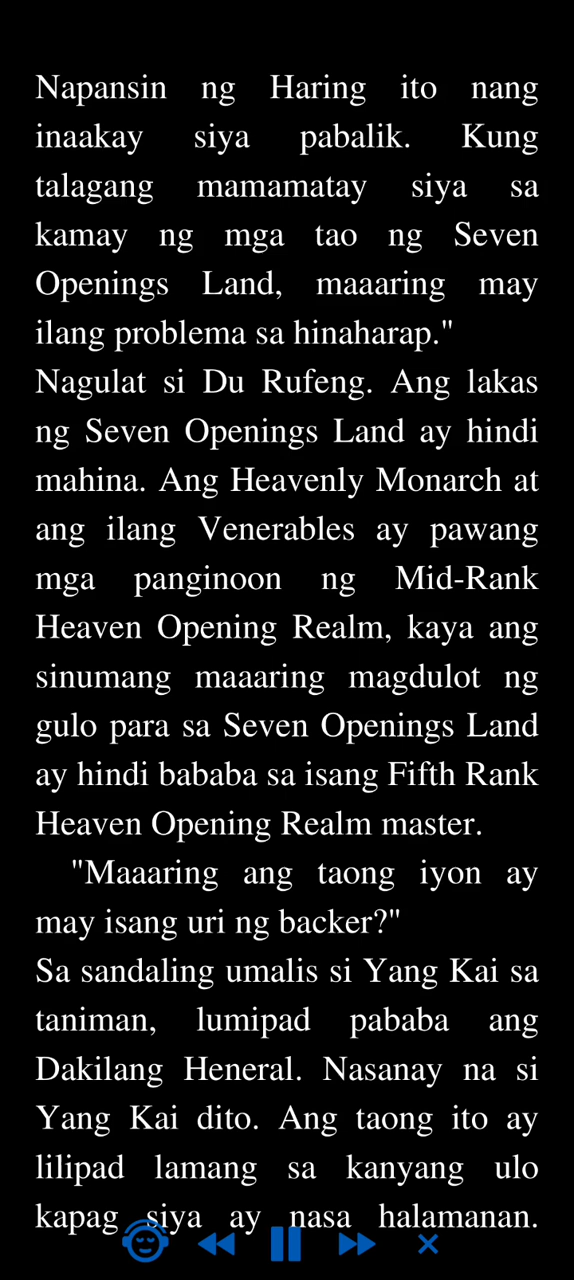 Napansin ng Haring ito nang
inaakay siya pabalik. Kung
talagang mamamatay siya sa
kamay ng mga tao ng Seven
Openings Land, maaaring may
ilang problema sa hinaharap."
Nagulat si Du Rufeng. Ang lakas
ng Seven Openings Land ay hindi
mahina. Ang Heavenly Monarch at
ang ilang Venerables ay pawang
mga panginoon ng Mid-Rank
Heaven Opening Realm, kaya ang
sinumang maaaring magdulot ng
gulo para sa Seven Openings Land
ay hindi bababa sa isang Fifth Rank
Heaven Opening Realm master.
"Maaaring ang taong iyon ay
may isang uri ng backer?"
Sa sandaling umalis si Yang Kai sa
taniman, lumipad pababa ang
Dakilang Heneral. Nasanay na si
Yang Kai dito. Ang taong ito ay
lilipad lamang sa kanyang ulo
kapag siya ay nasa halamanan.